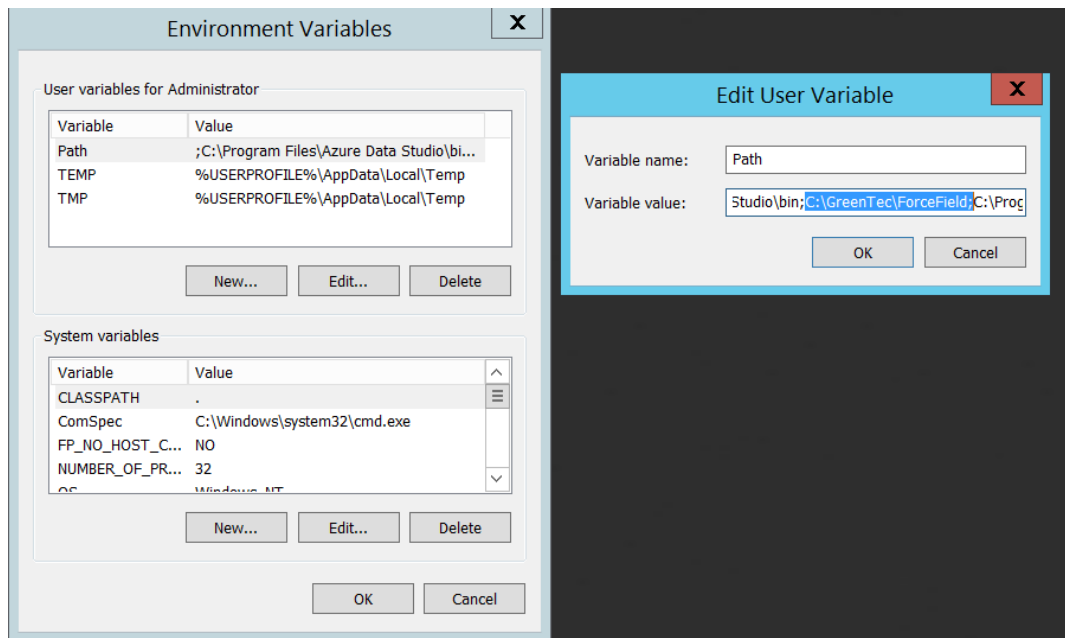 Environment Variables
X
User variables for Administrator
Variable Value
Path ;C:\Program Files\Azure Data Studio\bi...
TEMP %USERPROFILE%\AppData\Local\Temp
TMP %USERPROFILE%\AppData\Local\Temp
New... Edit... Delete
System variables
Variable Value
CLASSPATH .
ComSpec C:\Windows\system32\cmd.exe
FP_NO_HOST_C... NO
NUMBER_OF_PR... 32
OS Windows_NT
New... Edit... Delete
OK Cancel
Edit User Variable
X
Variable name: Path
Variable value: Studio\bin;C:\GreenTec\ForceField;C:\Prog
OK Cancel